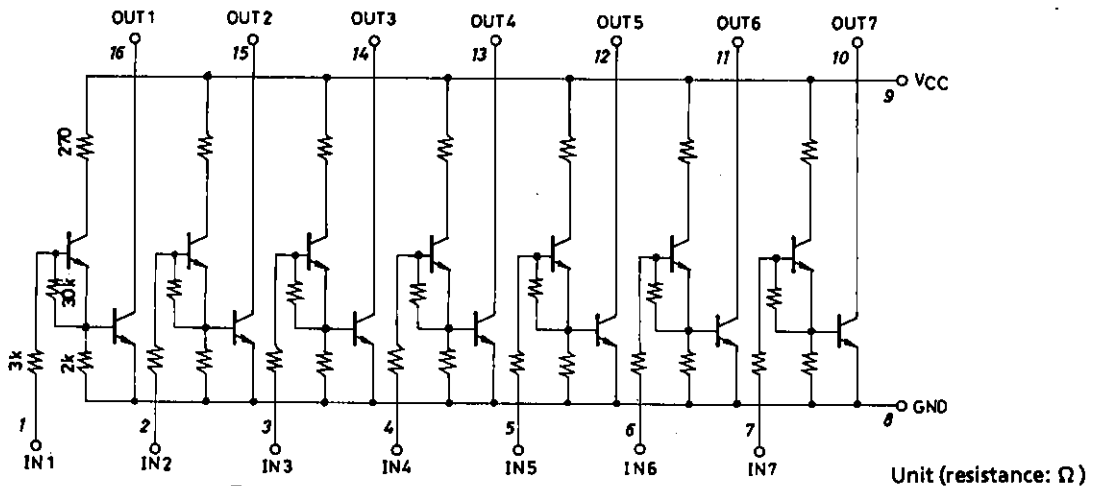 OUT1 OUT2 OUT3 OUT4 OUT5 OUT6 OUT7
16 15 14 13 12 11 10
9 VCC
270
30k
3k 2k
8 GND
1 2 3 4 5 6 7
IN1 IN2 IN3 IN4 IN5 IN6 IN7
Unit (resistance: Ω)